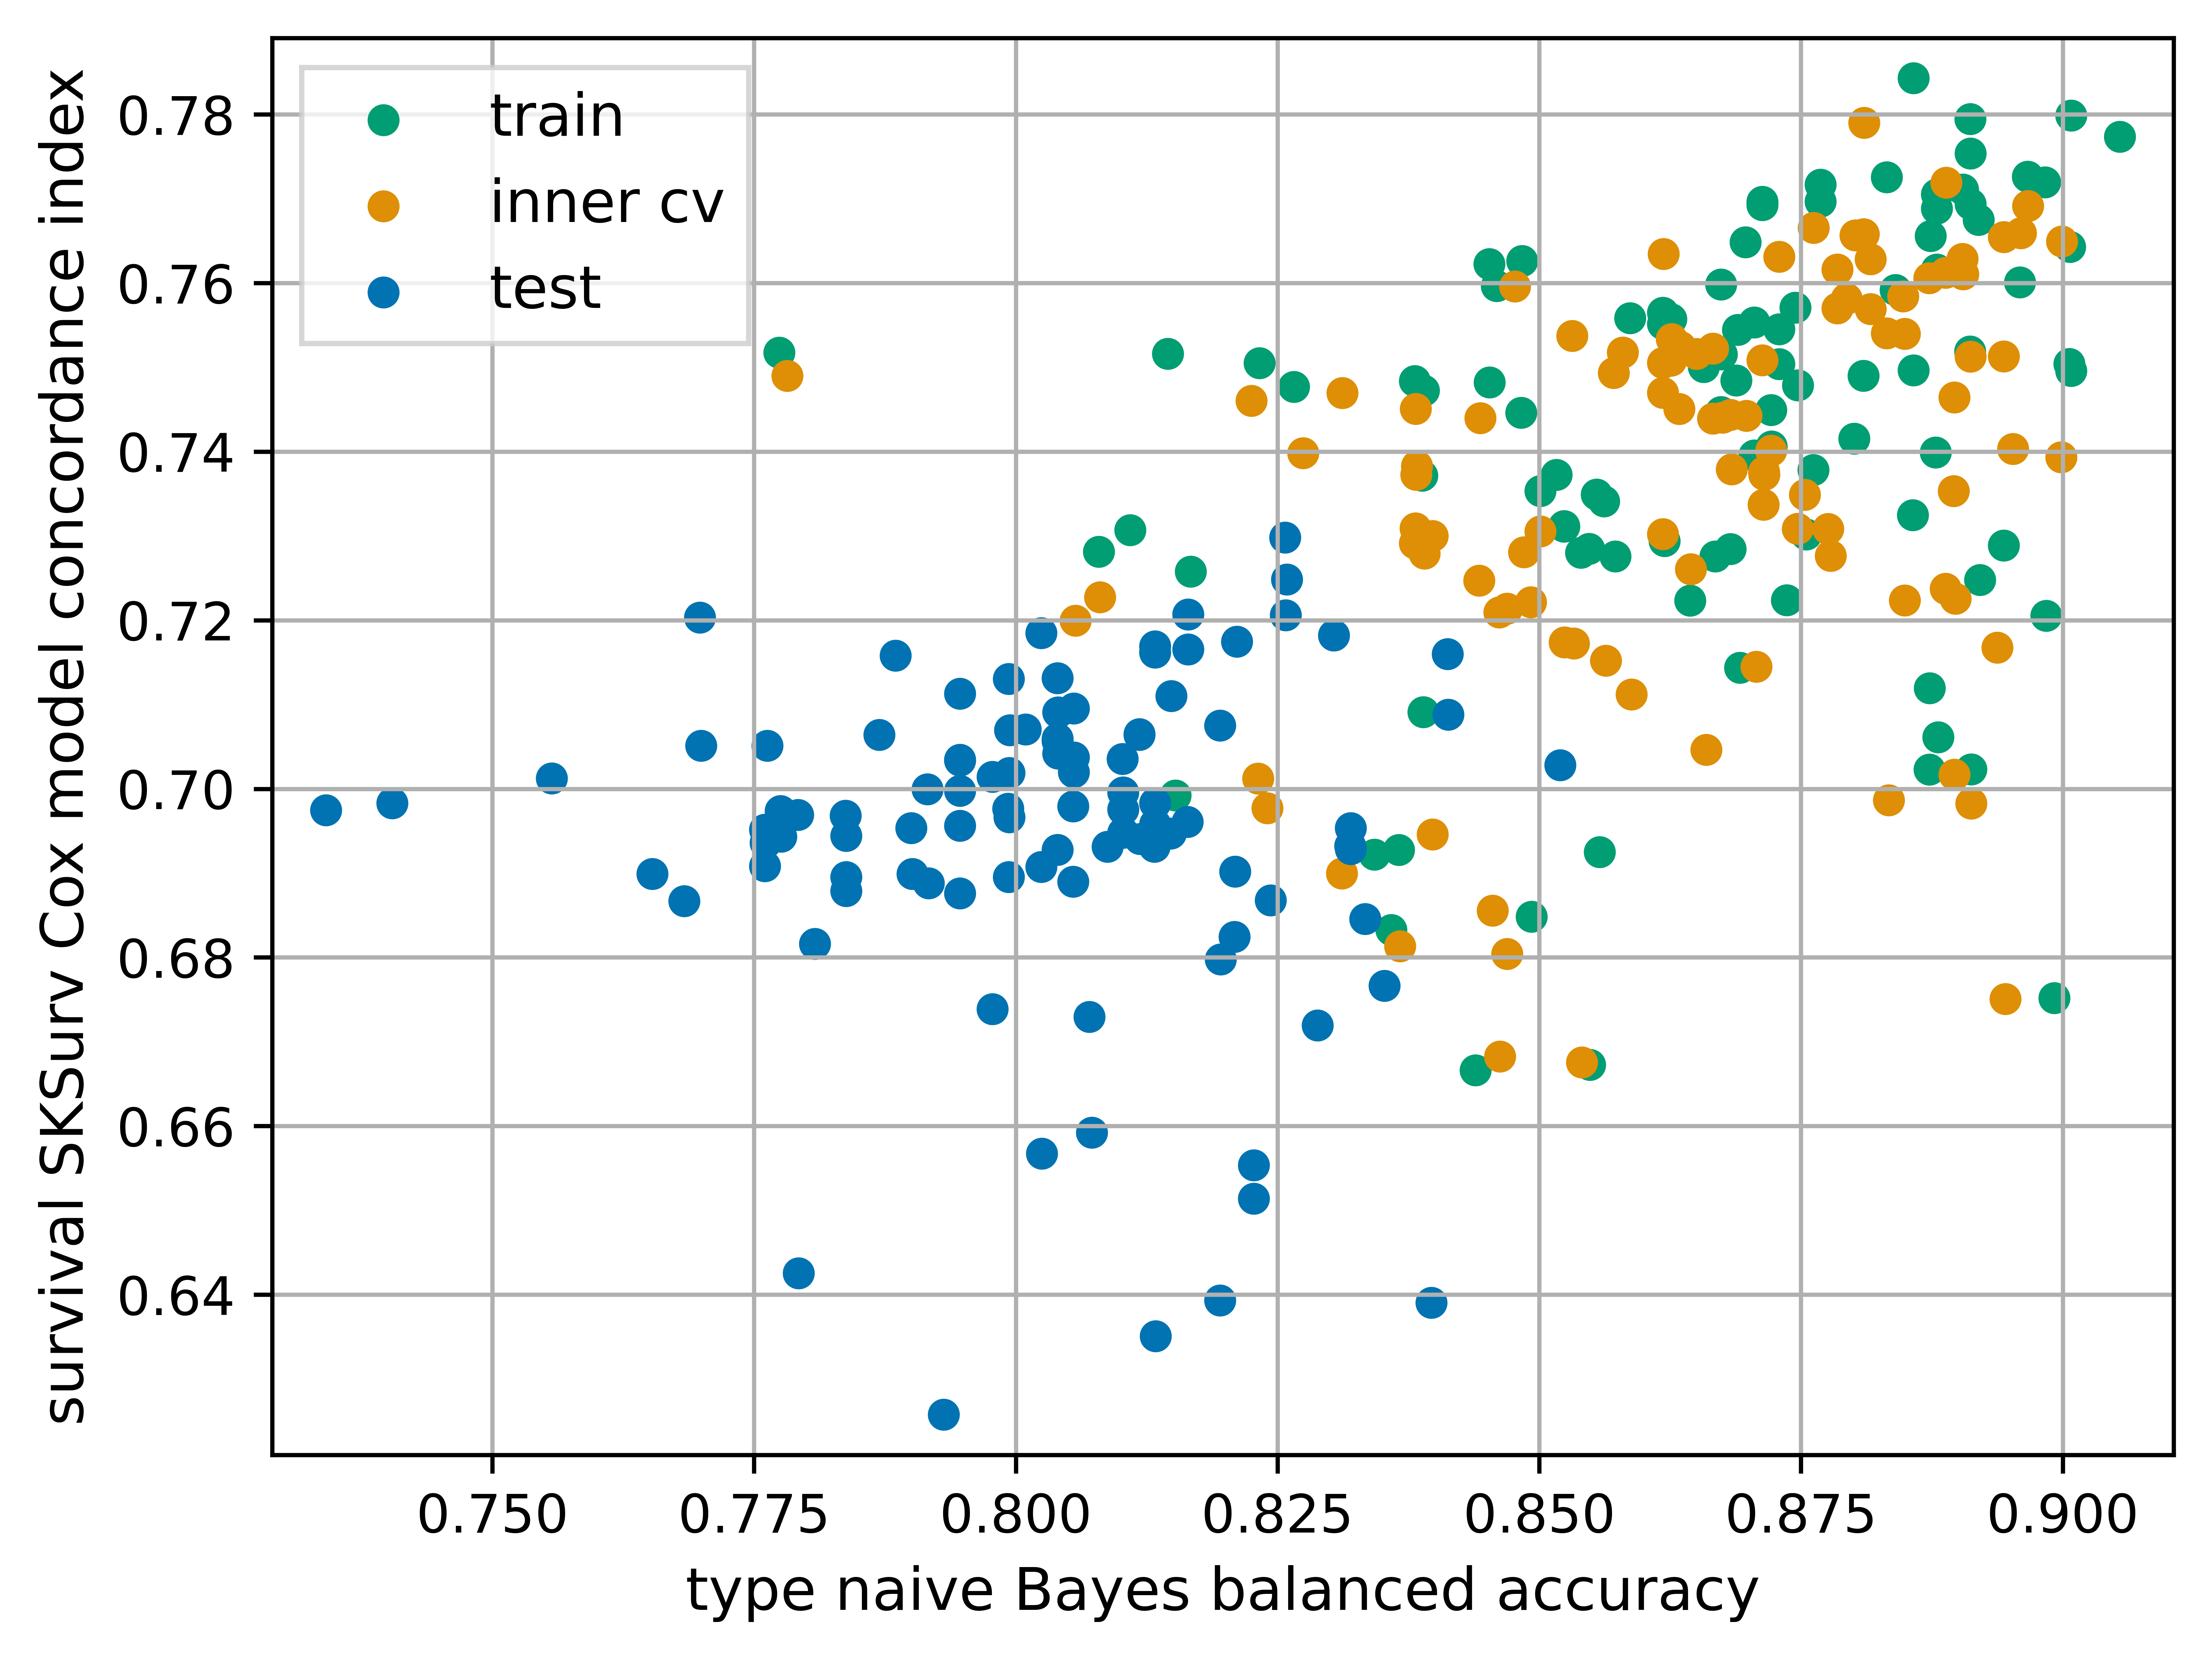 survival SKSurv Cox model concordance index
0.78
0.76
0.74
0.72
0.70
0.68
0.66
0.64
train
inner cv
test
0.750 0.775 0.800 0.825 0.850 0.875 0.900
type naive Bayes balanced accuracy